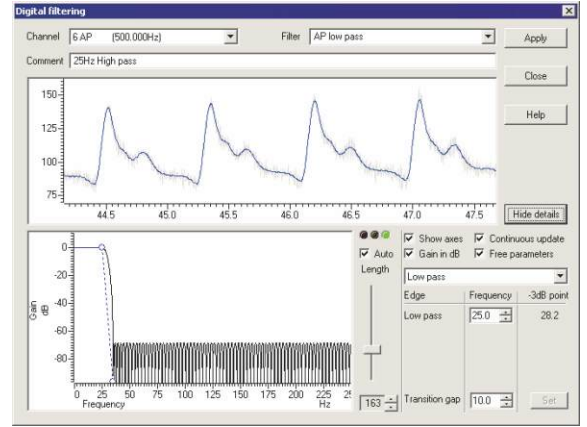 Digital filtering
Channel 6 AP (500.000Hz) Filter AP low pass Apply
Comment 25Hz High pass
Close
Help
150
125
100
75
44.5 45.0 45.5 46.0 46.5 47.0 47.5
Hide details
Show axes Continuous update
Auto Gain in dB Free parameters
Length
Low pass
Edge Frequency -3dB point
Low pass 25.0 28.2
0
-20
-40
-60
-80
Gain
dB
0 25 50 75 100 125 150 175 200 225 25
Frequency Hz
163 Transition gap 10.0 Set